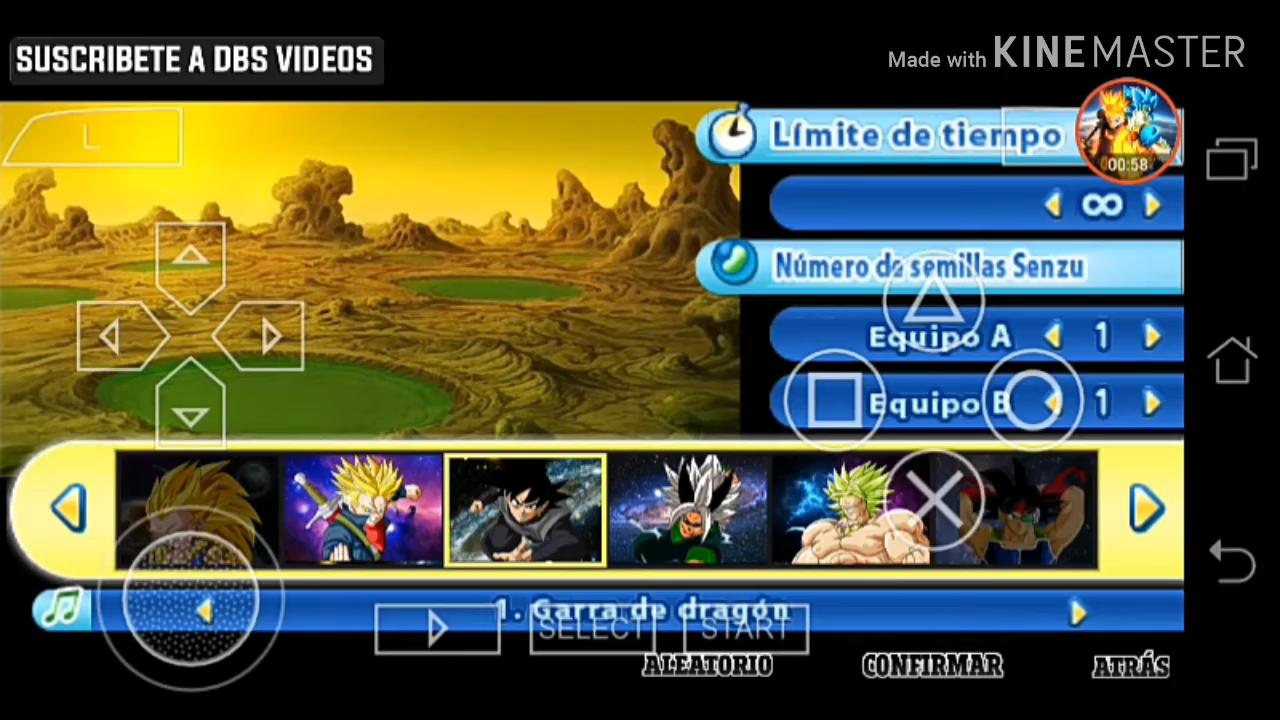 SUSCRIBETE A DBS VIDEOS
Made with KINEMASTER
L
Límite de tiempo
00:58
∞
Número de semillas Senzu
Equipo A 1
Equipo B 1
1. Garra de dragón
SELECT START
ALEATORIO CONFIRMAR ATRÁS